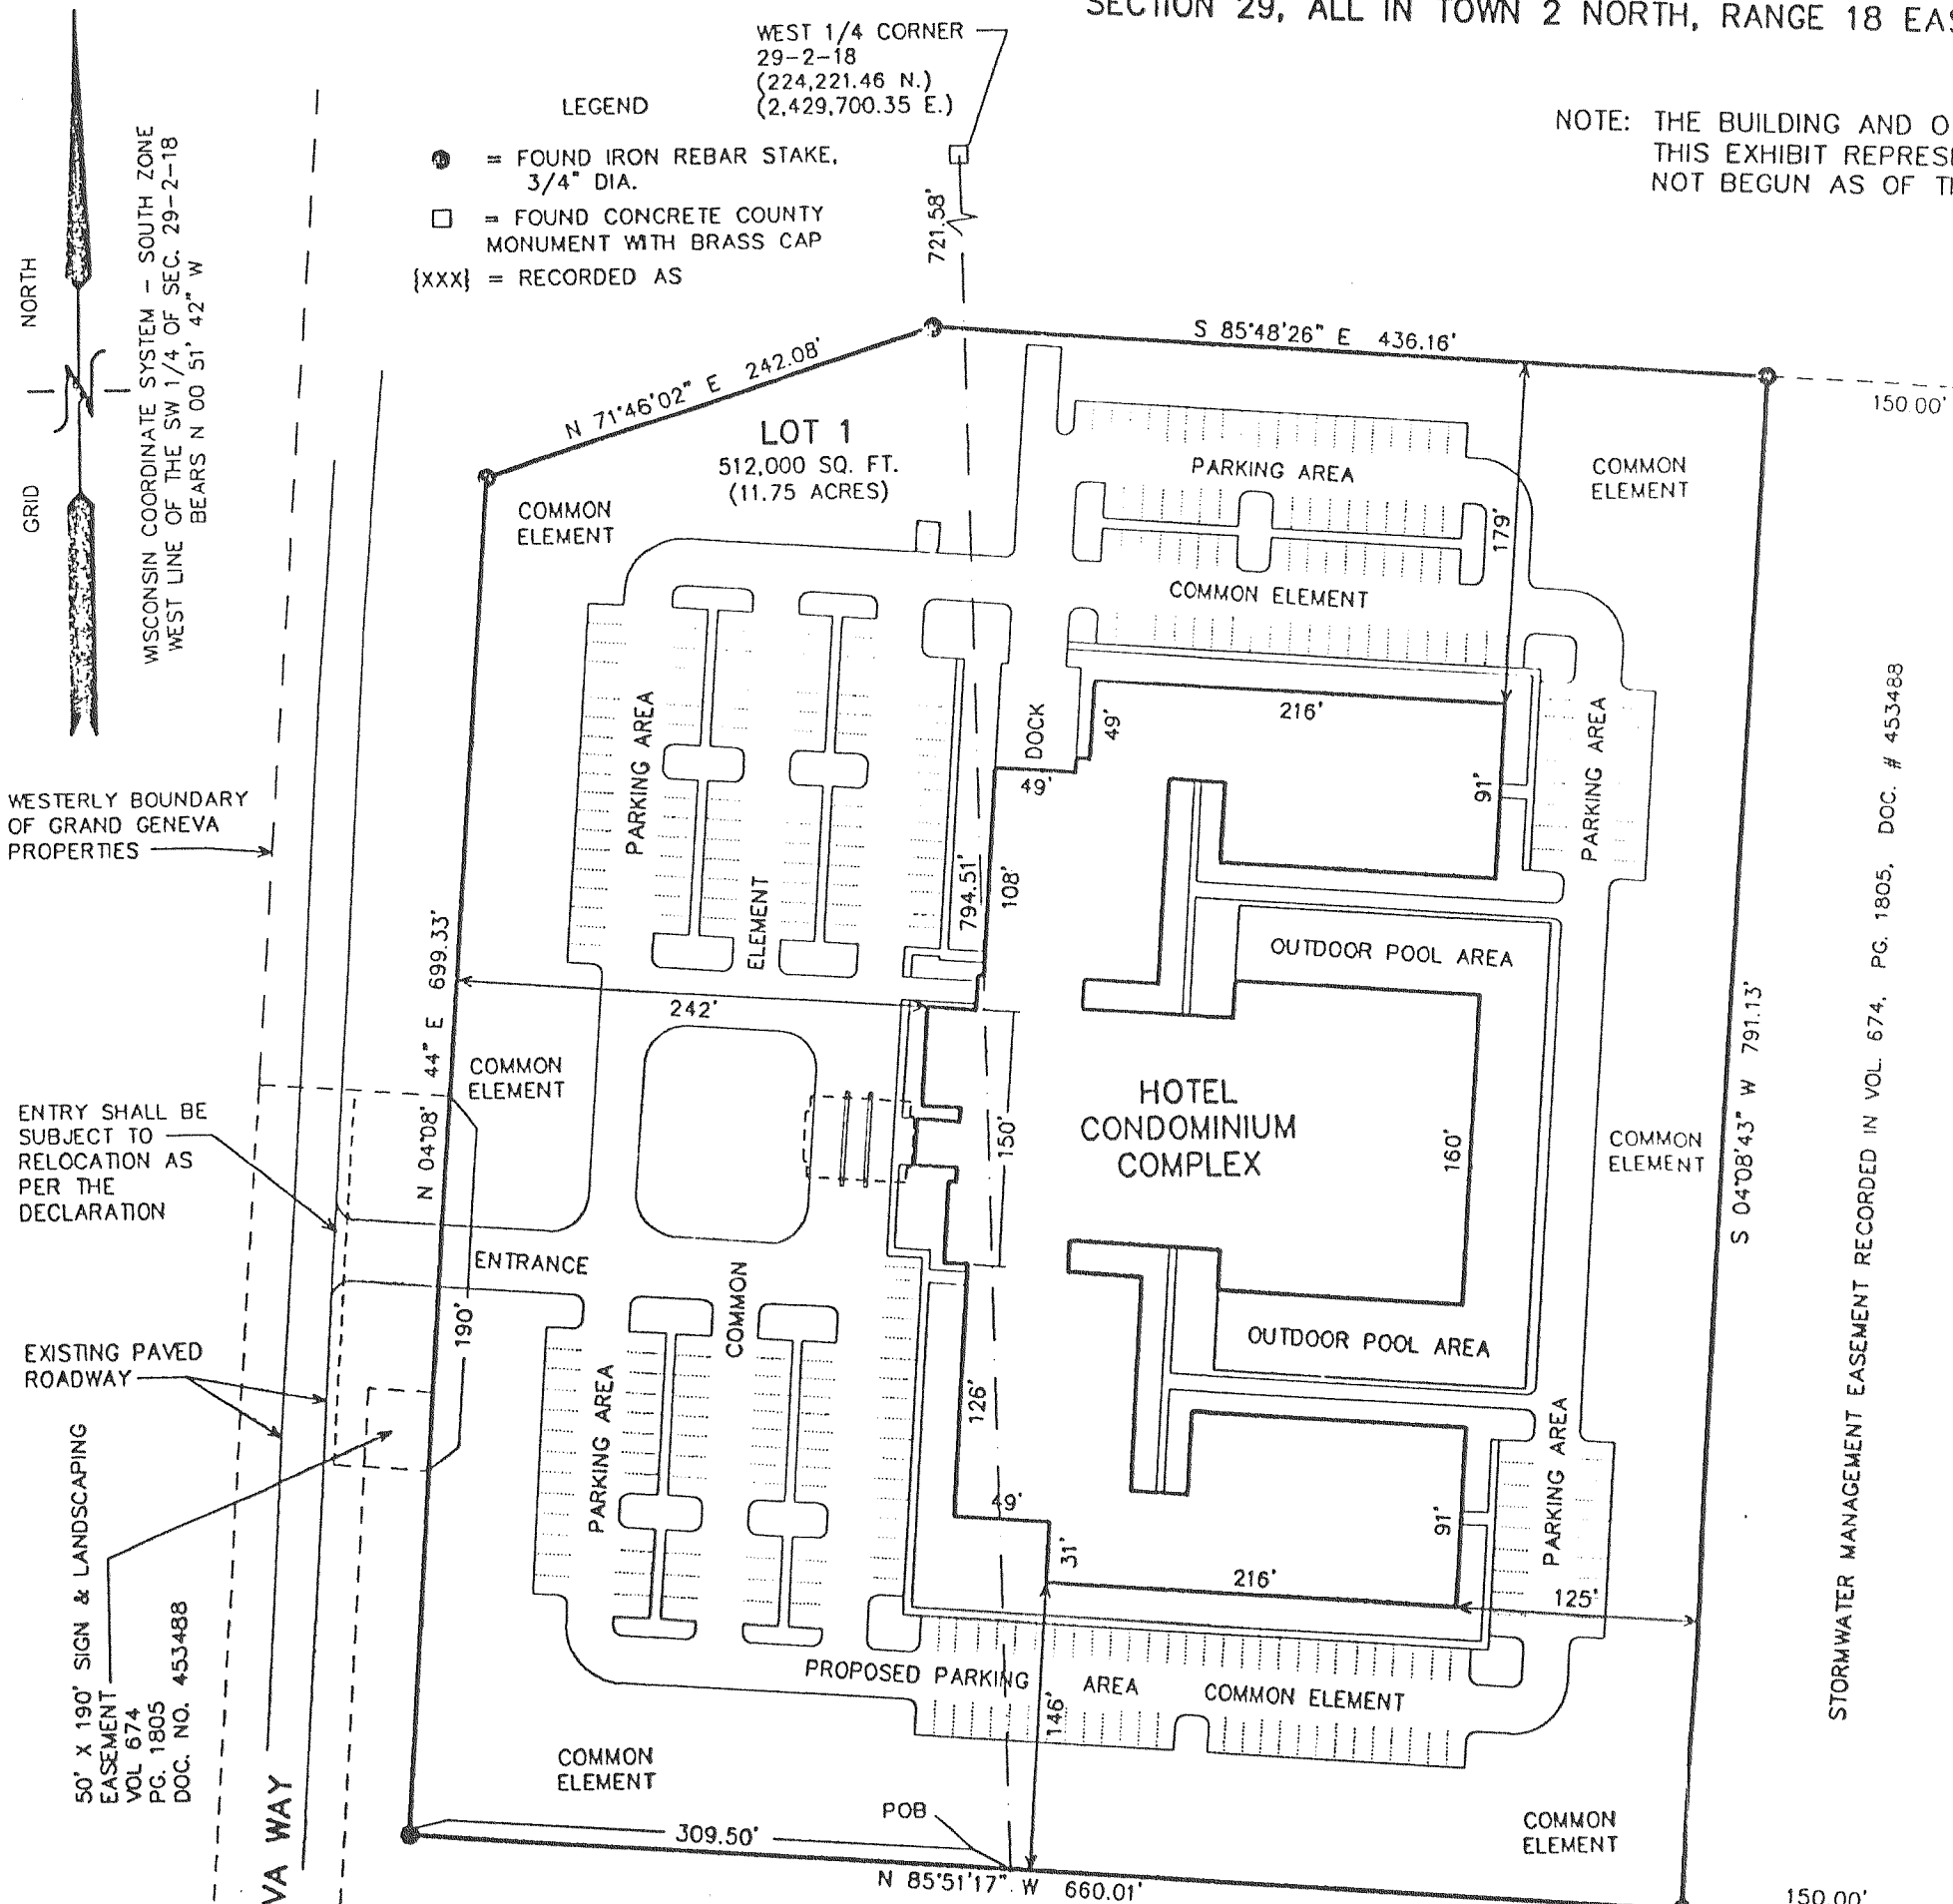 SECTION 29, ALL IN TOWN 2 NORTH, RANGE 18
WEST 1/4 CORNER
29-2-18
(224,221.46 N.)
(2,429,700.35 E.)
LEGEND
= FOUND IRON REBAR STAKE,
3/4" DIA.
= FOUND CONCRETE COUNTY
MONUMENT WITH BRASS CAP
{XXX} = RECORDED AS
NOTE: THE BUILDING AND
THIS EXHIBIT
NOT BEGUN AS OF
NORTH
GRID
WISCONSIN COORDINATE SYSTEM - SOUTH ZONE
WEST LINE OF THE SW 1/4 OF SEC. 29-2-18
BEARS N 00 51' 42" W
721.58'
N 71°46'02" E 242.08'
S 85°48'26" E 436.16'
150.00'
LOT 1
512,000 SQ. FT.
(11.75 ACRES)
COMMON
ELEMENT
PARKING AREA
COMMON
ELEMENT
179'
COMMON ELEMENT
PARKING AREA
DOCK
49'
216'
49'
91'
PARKING AREA
WESTERLY BOUNDARY
OF GRAND GENEVA
PROPERTIES
ELEMENT
794.51'
108'
OUTDOOR POOL AREA
N 04°08' 44" E 699.33'
242'
COMMON
ELEMENT
S 04°08'43" W 791.13'
STORMWATER MANAGEMENT EASEMENT RECORDED IN VOL. 674, PG. 1805, DOC. # 453488
ENTRY SHALL BE
SUBJECT TO
RELOCATION AS
PER THE
DECLARATION
HOTEL
CONDOMINIUM
COMPLEX
150'
160'
COMMON
ELEMENT
ENTRANCE
190'
COMMON
OUTDOOR POOL AREA
EXISTING PAVED
ROADWAY
PARKING AREA
126'
49'
31'
216'
91'
PARKING AREA
125'
50' X 190' SIGN & LANDSCAPING
EASEMENT
VOL 674
PG. 1805
DOC. NO. 453488
PROPOSED PARKING AREA COMMON ELEMENT
146'
COMMON
ELEMENT
POB
COMMON
ELEMENT
VA WAY
309.50'
N 85°51'17" W 660.01'
150.00'